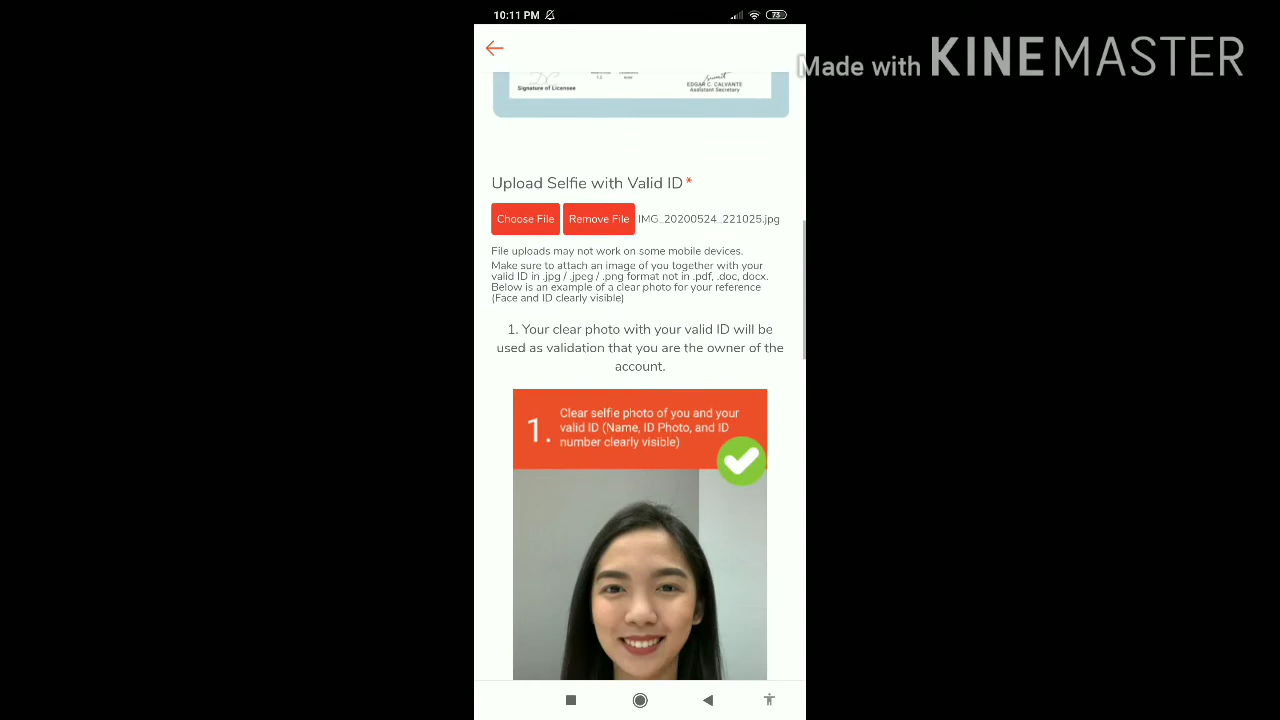 10:11 PM
73
Made with KINEMASTER
Signature of Licensee
EDGAR C. GALVANTE
Assistant Secretary
Upload Selfie with Valid ID *
Choose File
Remove File
IMG_20200524_221025.jpg
File uploads may not work on some mobile devices.
Make sure to attach an image of you together with your
valid ID in .jpg / .jpeg / .png format not in .pdf, .doc, docx.
Below is an example of a clear photo for your reference
(Face and ID clearly visible)
1. Your clear photo with your valid ID will be
used as validation that you are the owner of the
account.
1.
Clear selfie photo of you and your
valid ID (Name, ID Photo, and ID
number clearly visible)